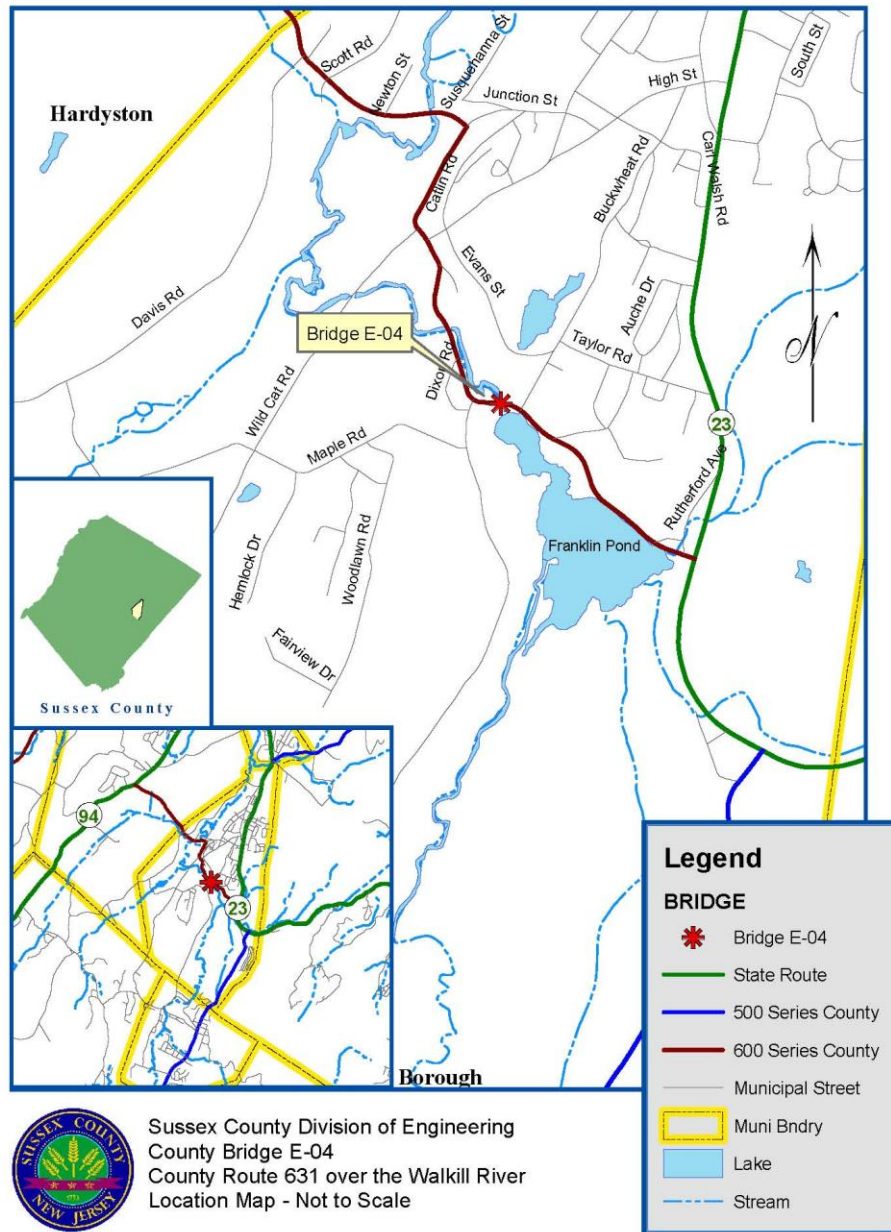 Scott Rd
Newton St
Susquehanna St
Junction St
High St
South St
Hardyston
Catlin Rd
Buckwheat Rd
Carl Walsh Rd
Evans St
Davis Rd
Auche Dr
Bridge E-04
Taylor Rd
N
Dixon Rd
Wild Cat Rd
23
Maple Rd
Rutherford Ave
Franklin Pond
Hemlock Dr
Woodlawn Rd
Fairview Dr
Sussex County
94
23
Borough
Legend
BRIDGE
Bridge E-04
State Route
500 Series County
600 Series County
Municipal Street
Muni Bndry
Lake
Stream
SUSSEX COUNTY
NEW JERSEY
1753
Sussex County Division of Engineering
County Bridge E-04
County Route 631 over the Walkill River
Location Map - Not to Scale